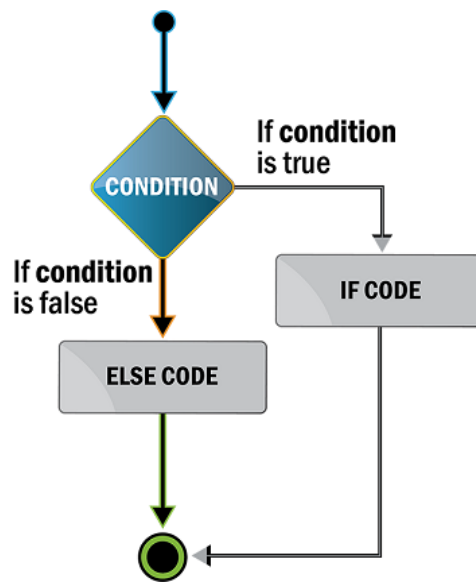 If condition
is true
CONDITION
If condition
is false
IF CODE
ELSE CODE